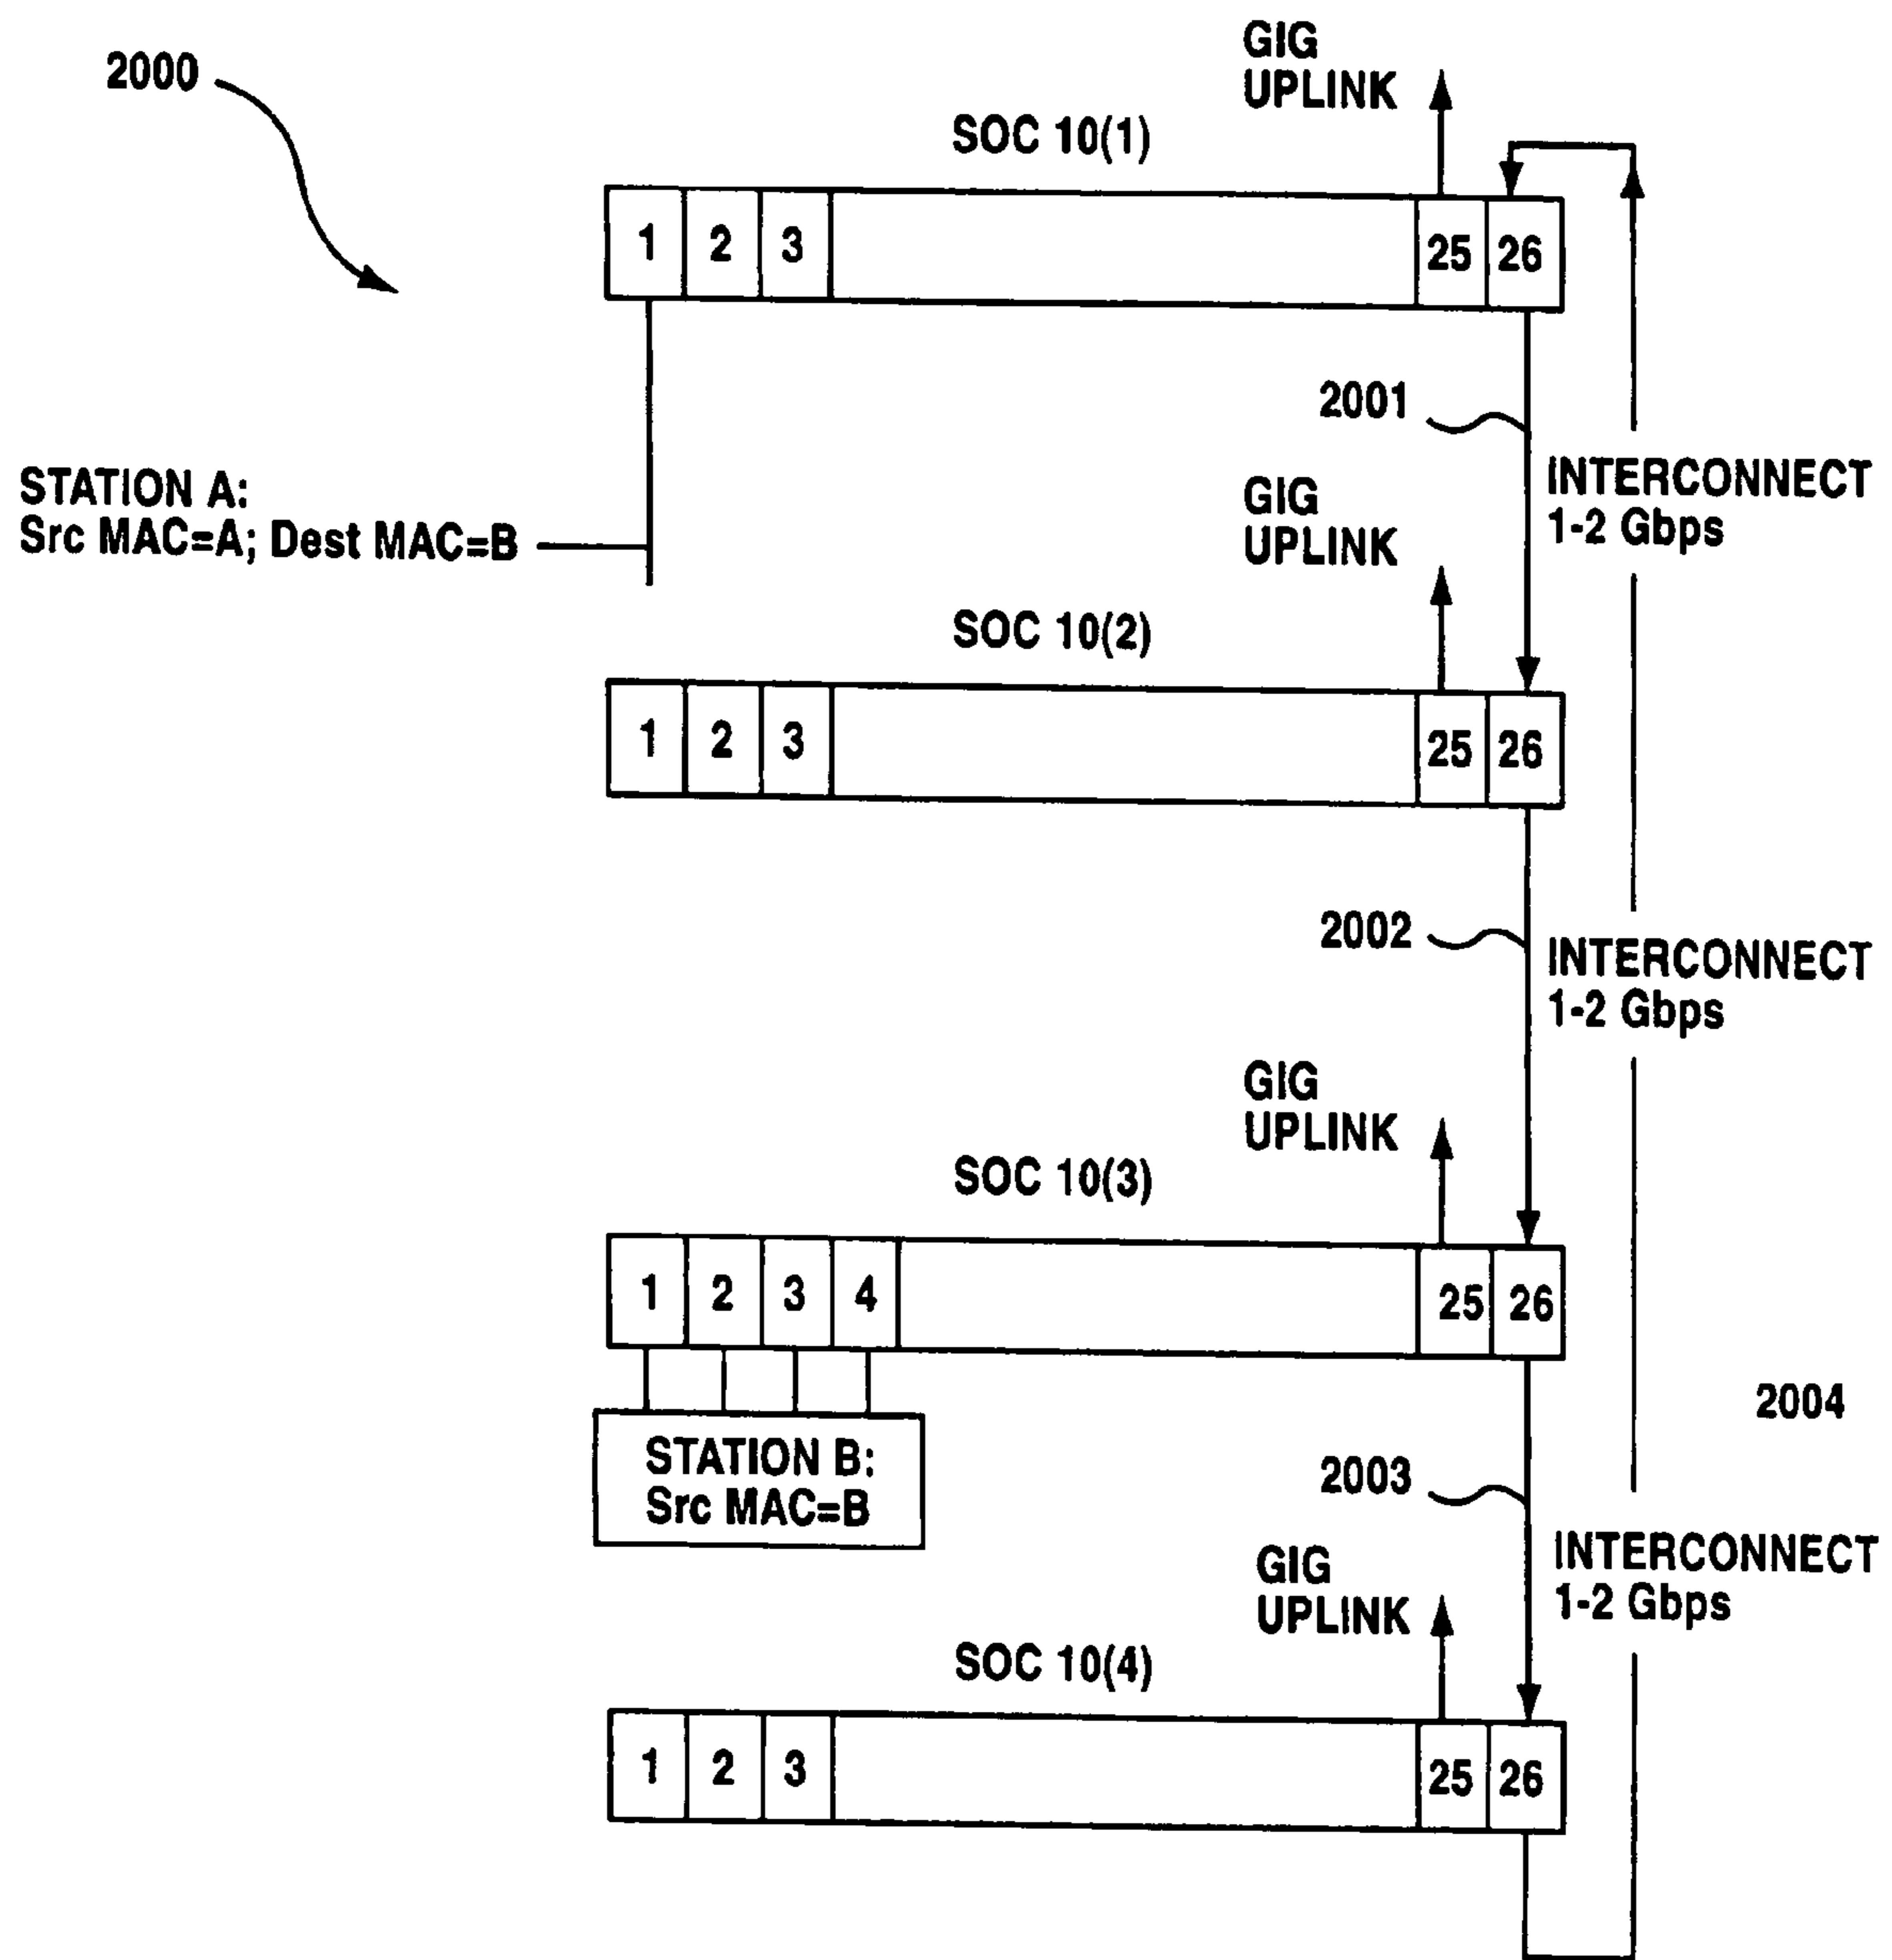 2000
GIG
UPLINK
SOC 10(1)
1 2 3 25 26
2001
INTERCONNECT
1-2 Gbps
STATION A:
Src MAC=A; Dest MAC=B
GIG
UPLINK
SOC 10(2)
1 2 3 25 26
2002
INTERCONNECT
1-2 Gbps
GIG
UPLINK
SOC 10(3)
1 2 3 4 25 26
2004
STATION B:
Src MAC=B
2003
INTERCONNECT
1-2 Gbps
GIG
UPLINK
SOC 10(4)
1 2 3 25 26